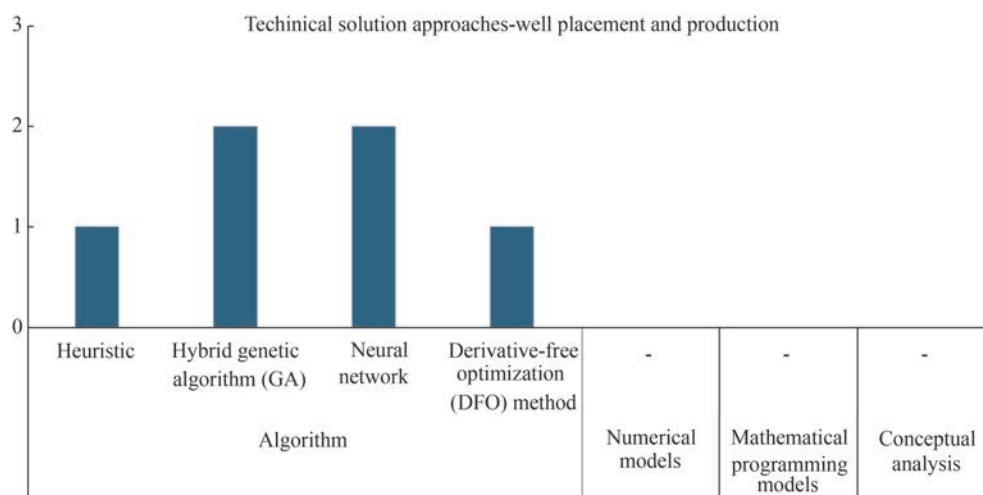 Techinical solution approaches-well placement and production
3
2
1
0
Heuristic
Hybrid genetic
algorithm (GA)
Neural
network
Derivative-free
optimization
(DFO) method
-
-
-
Algorithm
Numerical
models
Mathematical
programming
models
Conceptual
analysis